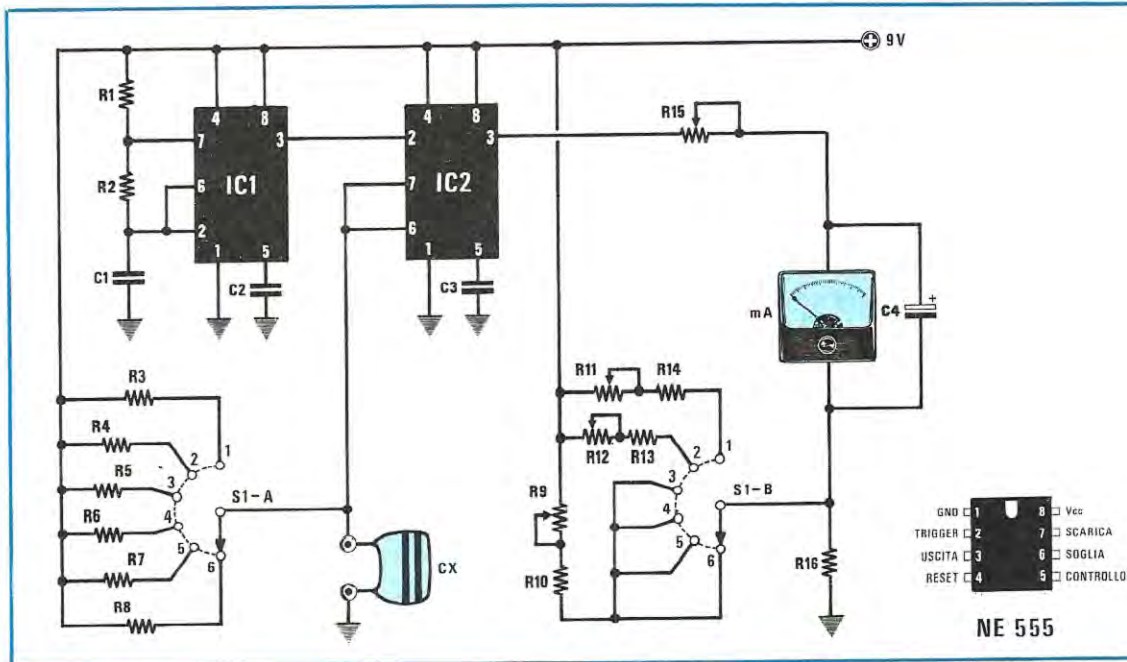 9V
R1
4
8
7
3
IC1
6
R2
2
1
5
C1
C2
4
8
2
3
7
IC2
6
1
5
C3
R15
mA
+
C4
R3
R4
R5
R6
R7
R8
1
2
3
4
5
6
S1-A
CX
R11
R14
R12
R13
R9
R10
1
2
3
4
5
6
S1-B
R16
GND 1 8 Vcc
TRIGGER 2 7 SCARICA
USCITA 3 6 SOGLIA
RESET 4 5 CONTROLLO
NE 555